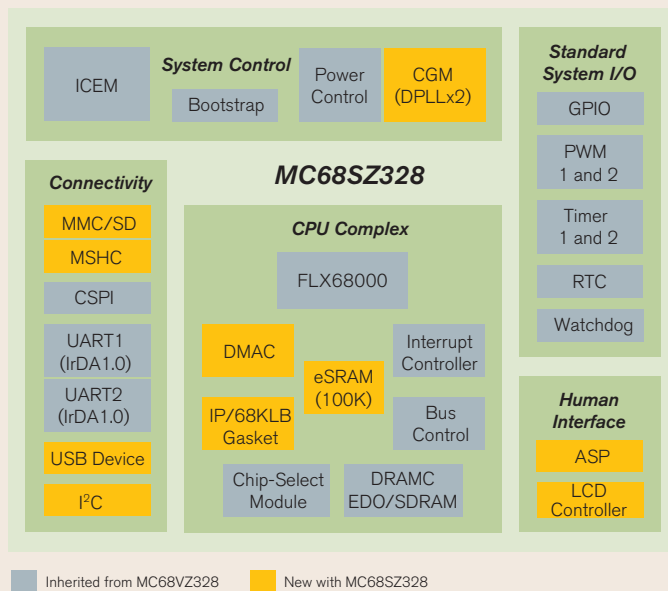 System Control
ICEM
Bootstrap
Power
Control
CGM
(DPLLx2)
Standard
System I/O
GPIO
PWM
1 and 2
Timer
1 and 2
RTC
Watchdog
MC68SZ328
Connectivity
MMC/SD
MSHC
CSPI
UART1
(IrDA1.0)
UART2
(IrDA1.0)
USB Device
I²C
CPU Complex
FLX68000
DMAC
eSRAM
(100K)
Interrupt
Controller
IP/68KLB
Gasket
Bus
Control
Chip-Select
Module
DRAMC
EDO/SDRAM
Human
Interface
ASP
LCD
Controller
Inherited from MC68VZ328
New with MC68SZ328